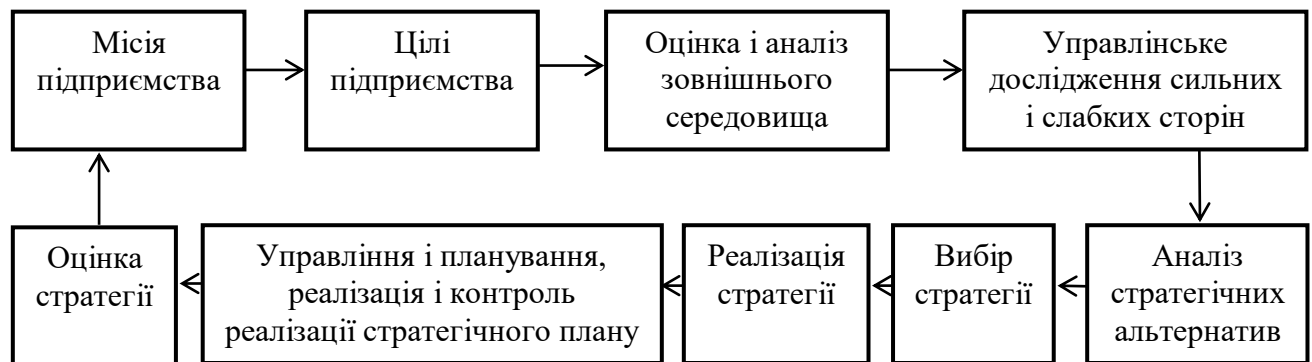 Місія
підприємства
Цілі
підприємства
Оцінка і аналіз
зовнішнього
середовища
Управлінське
дослідження сильних
і слабких сторін
Оцінка
стратегії
Управління і планування,
реалізація і контроль
реалізації стратегічного плану
Реалізація
стратегії
Вибір
стратегії
Аналіз
стратегічних
альтернатив